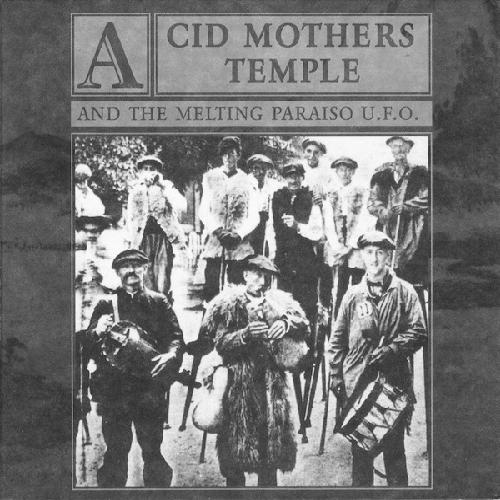 ACID MOTHERS
TEMPLE
AND THE MELTING PARAISO U.F.O.